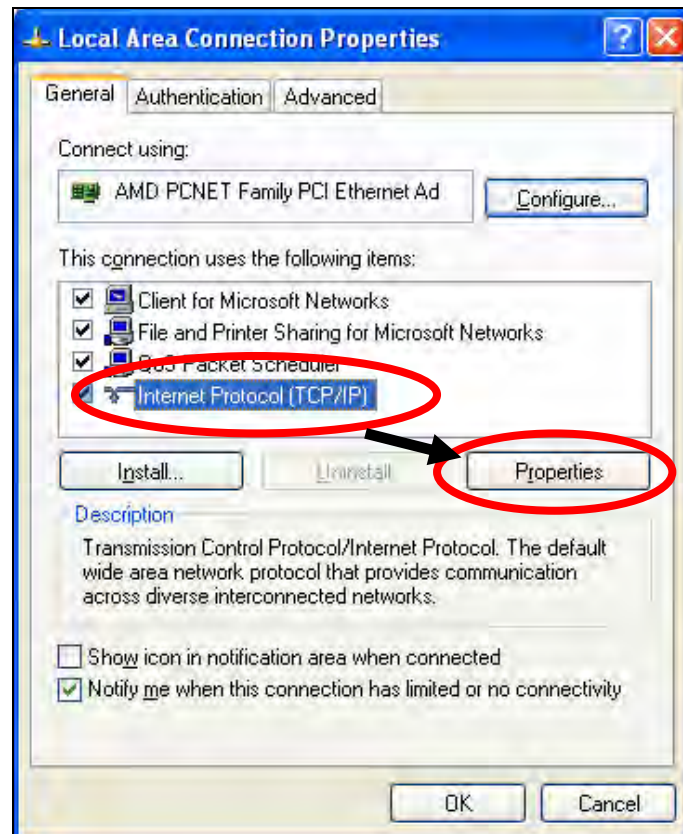 Local Area Connection Properties
General Authentication Advanced
Connect using:
AMD PCNET Family PCI Ethernet Ad
Configure...
This connection uses the following items:
Client for Microsoft Networks
File and Printer Sharing for Microsoft Networks
QoS Packet Scheduler
Internet Protocol (TCP/IP)
Install... Uninstall Properties
Description
Transmission Control Protocol/Internet Protocol. The default
wide area network protocol that provides communication
across diverse interconnected networks.
Show icon in notification area when connected
Notify me when this connection has limited or no connectivity
OK Cancel